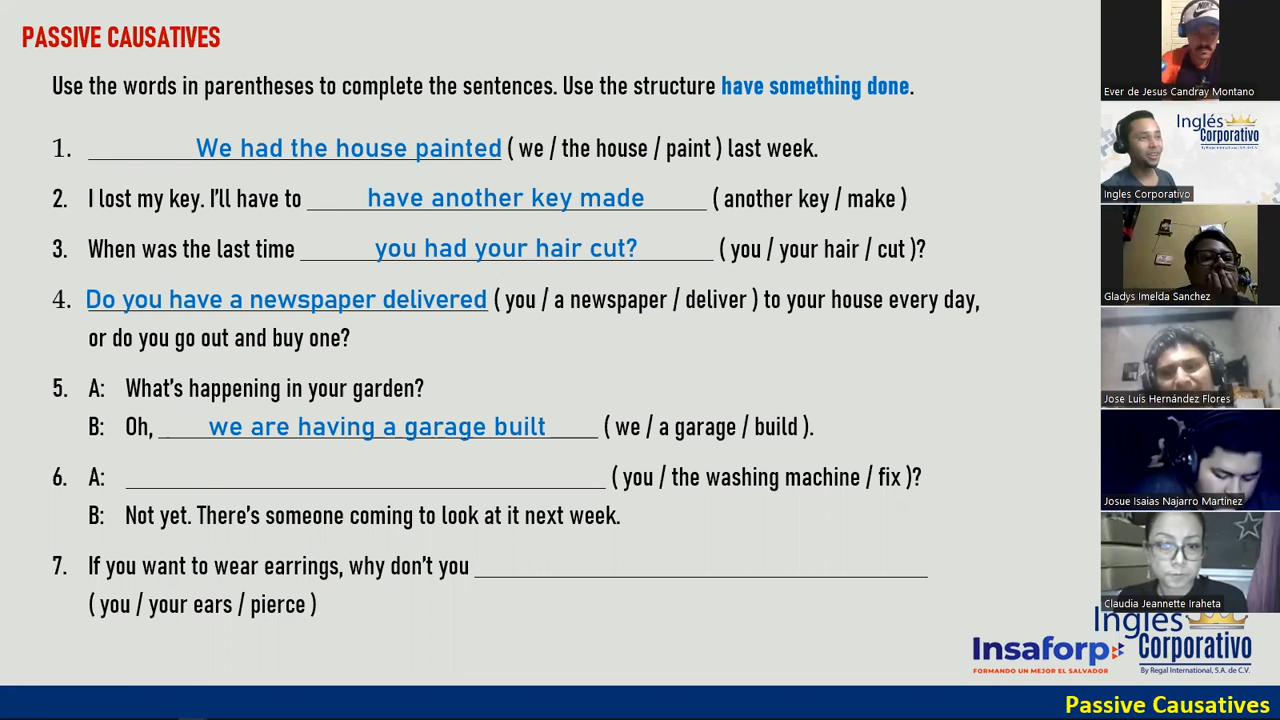 PASSIVE CAUSATIVES
Use the words in parentheses to complete the sentences. Use the structure have something done.
1. We had the house painted ( we / the house / paint ) last week.
2. I lost my key. I'll have to have another key made ( another key / make )
3. When was the last time you had your hair cut? ( you / your hair / cut )?
4. Do you have a newspaper delivered ( you / a newspaper / deliver ) to your house every day,
or do you go out and buy one?
5. A: What's happening in your garden?
B: Oh, we are having a garage built ( we / a garage / build ).
6. A: ( you / the washing machine / fix )?
B: Not yet. There's someone coming to look at it next week.
7. If you want to wear earrings, why don't you
( you / your ears / pierce )
Ever de Jesus Candray Montano
Inglés
Corporativo
By Regal International, S.A. de C.V.
Ingles Corporativo
Gladys Imelda Sanchez
Jose Luís Hernández Flores
Josue Isaias Najarro Martinez
Claudia Jeannette Iraheta
Insaforp
FORMANDO UN MEJOR EL SALVADOR
Inglés
Corporativo
By Regal International, S.A. de C.V.
Passive Causatives